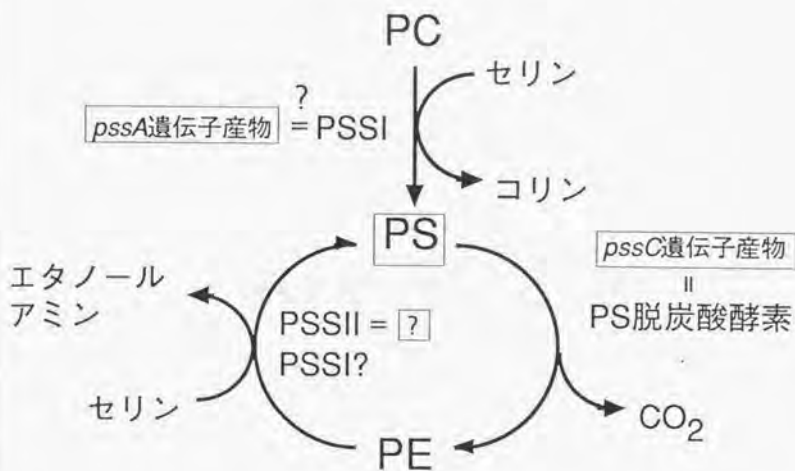 PC
セリン
?
pssA遺伝子産物 = PSSI
コリン
PS
pssC遺伝子産物
=
PS脱炭酸酵素
エタノール
アミン
PSSII = ?
PSSI?
セリン
CO2
PE